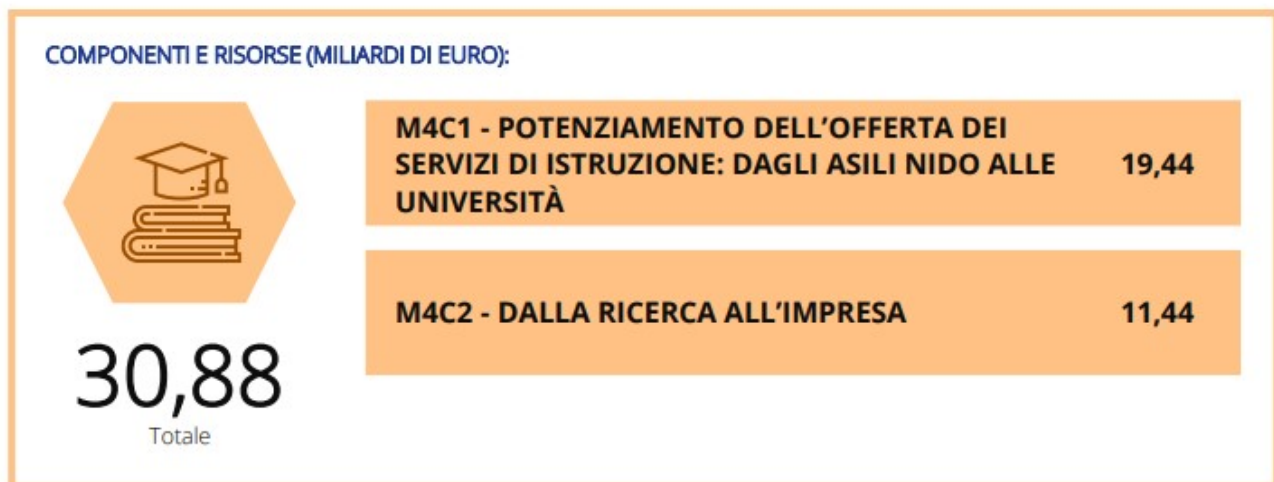 COMPONENTI E RISORSE (MILIARDI DI EURO):
M4C1 - POTENZIAMENTO DELL’OFFERTA DEI
SERVIZI DI ISTRUZIONE: DAGLI ASILI NIDO ALLE
UNIVERSITÀ
19,44
M4C2 - DALLA RICERCA ALL’IMPRESA
11,44
30,88
Totale